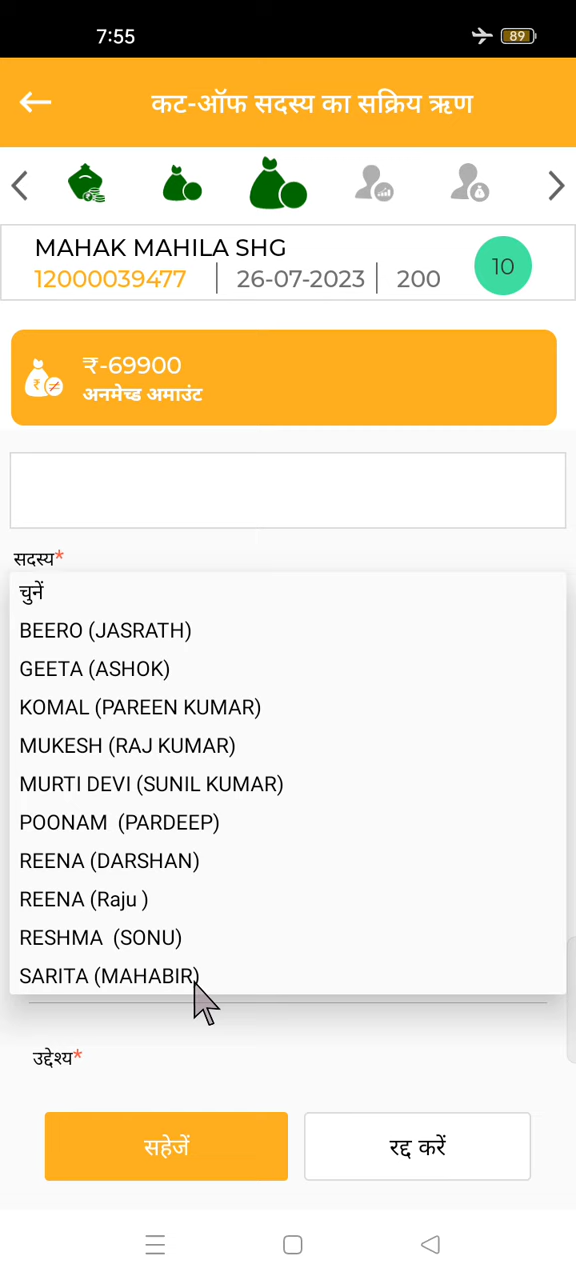 7:55
89
कट-ऑफ सदस्य का सक्रिय ऋण
MAHAK MAHILA SHG
12000039477 | 26-07-2023 | 200
10
₹-69900
अनमेच्ड अमाउंट
सदस्य*
चुनें
BEERO (JASRATH)
GEETA (ASHOK)
KOMAL (PAREEN KUMAR)
MUKESH (RAJ KUMAR)
MURTI DEVI (SUNIL KUMAR)
POONAM (PARDEEP)
REENA (DARSHAN)
REENA (Raju )
RESHMA (SONU)
SARITA (MAHABIR)
उद्देश्य*
सहेजें
रद्द करें